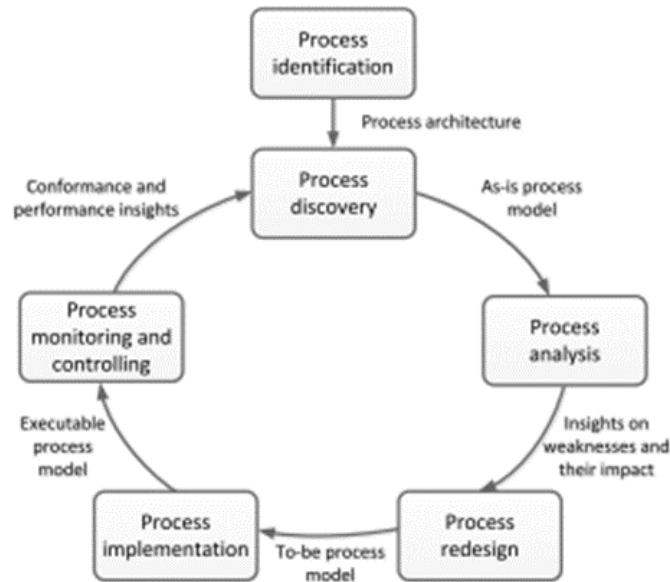 Process
identification
Process architecture
Process
discovery
Conformance and
performance insights
As-is process
model
Process
monitoring and
controlling
Process
analysis
Executable
process
model
Insights on
weaknesses and
their impact
Process
implementation
To-be process
model
Process
redesign